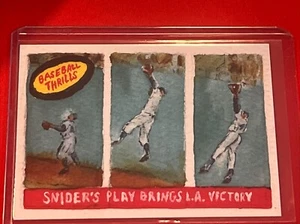 BASEBALL
THRILLS
SNIDER'S PLAY BRINGS L.A. VICTORY